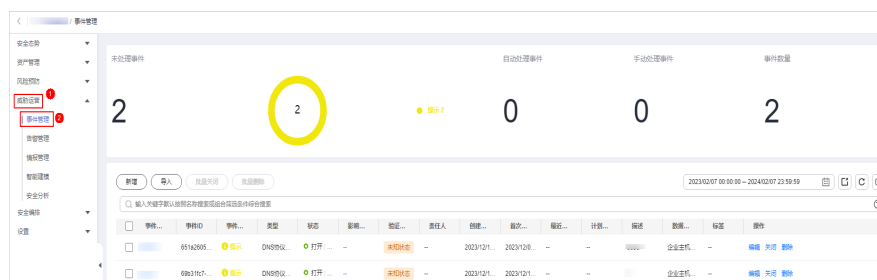 / 事件管理
安全态势
资产管理
风险预防
威胁运营
1
事件管理
2
告警管理
情报管理
智能建模
安全分析
安全编排
设置
未处理事件
自动处理事件
手动处理事件
事件数量
2
2
提示 2
0
0
2
新增
导入
批量关闭
批量删除
2023/02/07 00:00:00 – 2024/02/07 23:59:59
输入关键字默认按照名称搜索或组合筛选条件综合搜索
事件... 事件ID 事件... 类型 状态 影响... 验证... 责任人 创建... 首次... 最近... 计划... 描述 数据... 标签 操作
651a2605... 提示 DNS协议... 打开 ... -- 未知状态 -- 2023/12/1... 2023/12/0... -- -- 企业主机... -- 编辑 关闭 删除
69b31fc7-... 提示 DNS协议... 打开 ... -- 未知状态 -- 2023/12/1... 2023/12/1... -- -- 企业主机... -- 编辑 关闭 删除